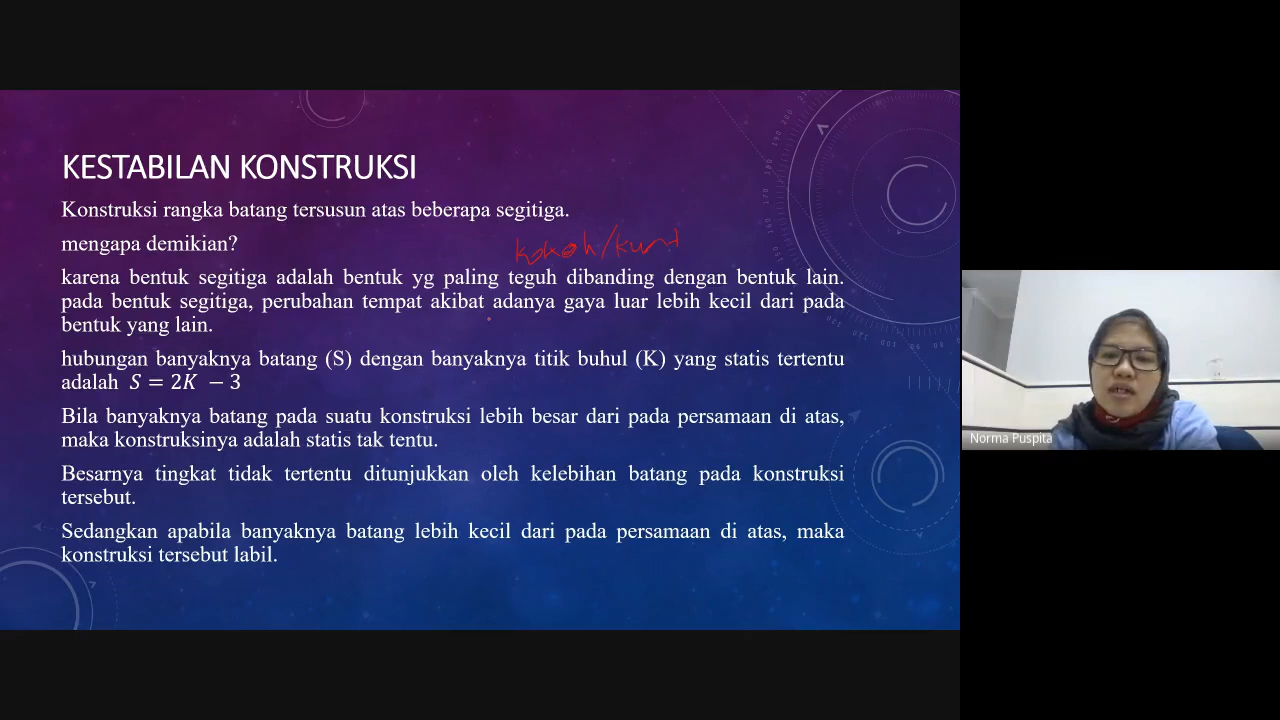 KESTABILAN KONSTRUKSI
Konstruksi rangka batang tersusun atas beberapa segitiga.
mengapa demikian?
kokoh/kuat
karena bentuk segitiga adalah bentuk yg paling teguh dibanding dengan bentuk lain.
pada bentuk segitiga, perubahan tempat akibat adanya gaya luar lebih kecil dari pada
bentuk yang lain.
hubungan banyaknya batang (S) dengan banyaknya titik buhul (K) yang statis tertentu
adalah S = 2K − 3
Bila banyaknya batang pada suatu konstruksi lebih besar dari pada persamaan di atas,
maka konstruksinya adalah statis tak tentu.
Besarnya tingkat tidak tertentu ditunjukkan oleh kelebihan batang pada konstruksi
tersebut.
Sedangkan apabila banyaknya batang lebih kecil dari pada persamaan di atas, maka
konstruksi tersebut labil.
Norma Puspita